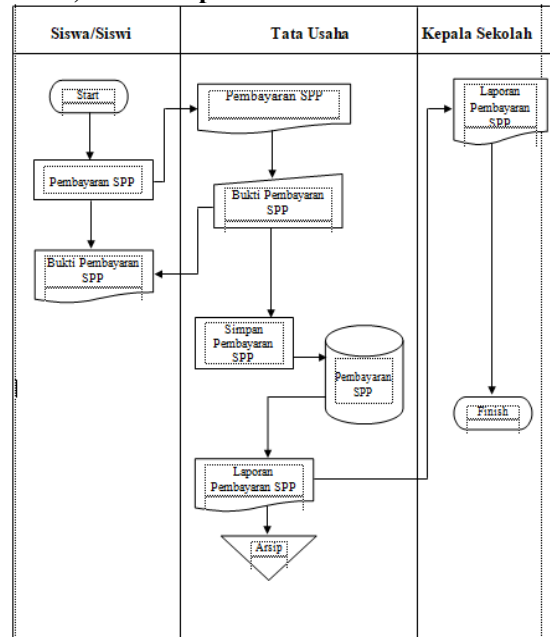 Siswa/Siswi
Tata Usaha
Kepala Sekolah
Start
Pembayaran SPP
Bukti Pembayaran
SPP
Pembayaran SPP
Bukti Pembayaran
SPP
Simpan
Pembayaran
SPP
Pembayaran
SPP
Laporan
Pembayaran SPP
Arsip
Laporan
Pembayaran
SPP
Finish